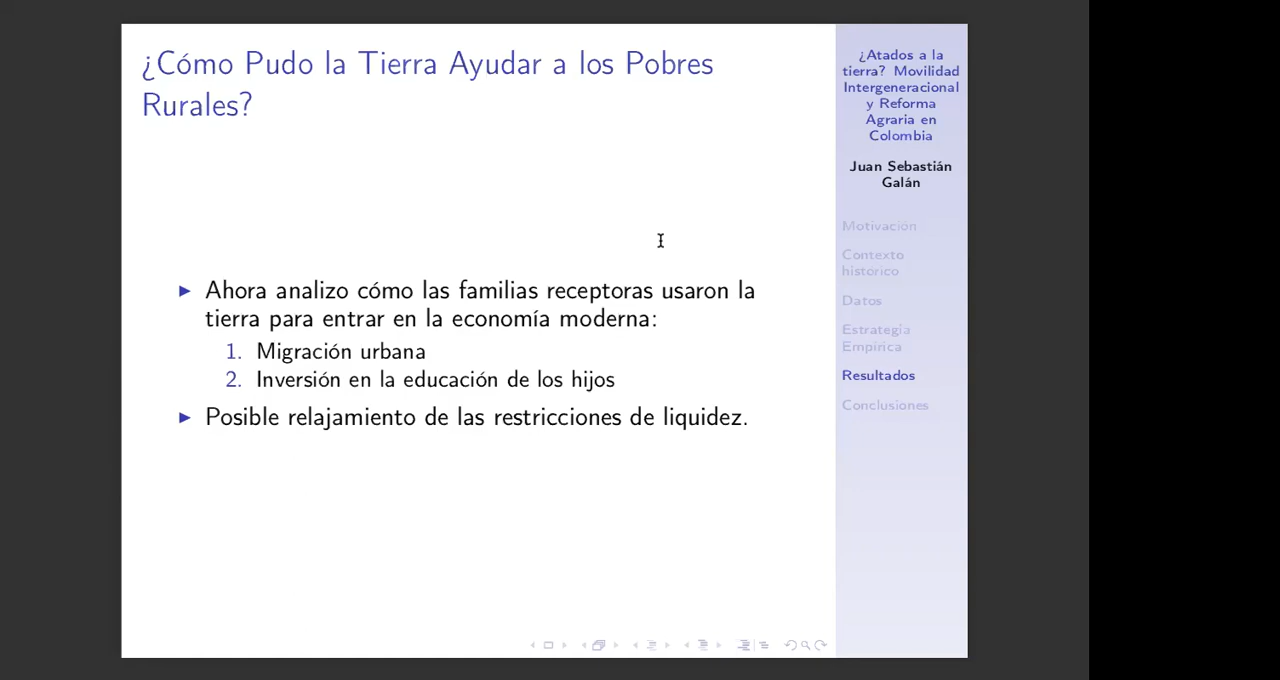 ¿Cómo Pudo la Tierra Ayudar a los Pobres
Rurales?
Ahora analizo cómo las familias receptoras usaron la
tierra para entrar en la economía moderna:
1. Migración urbana
2. Inversión en la educación de los hijos
Posible relajamiento de las restricciones de liquidez.
¿Atados a la
tierra? Movilidad
Intergeneracional
y Reforma
Agraria en
Colombia
Juan Sebastián
Galán
Motivación
Contexto
historico
Datos
Estrategia
Empirica
Resultados
Conclusiones